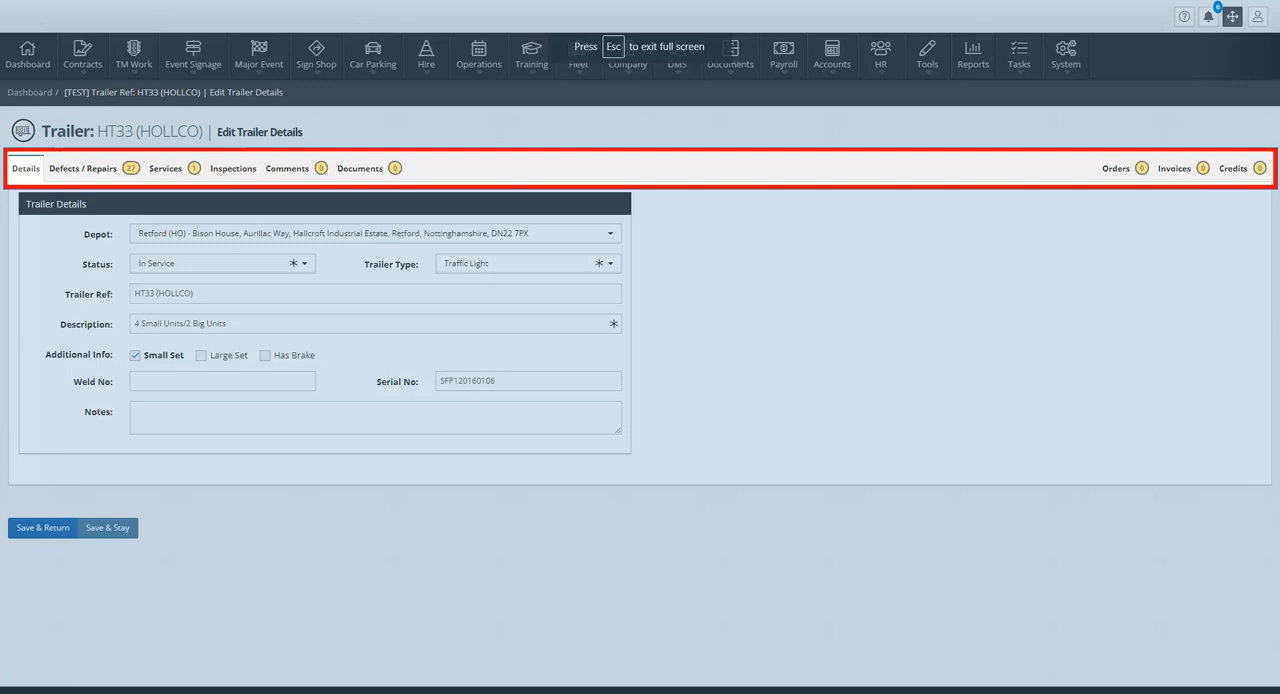 0
Dashboard Contracts TM Work Event Signage Major Event Sign Shop Car Parking Hire Operations Training Fleet Company DMS Documents Payroll Accounts HR Tools Reports Tasks System
Press Esc to exit full screen
Dashboard / [TEST] Trailer Ref: HT33 (HOLLCO) | Edit Trailer Details
Trailer: HT33 (HOLLCO) | Edit Trailer Details
Details Defects / Repairs 27 Services 1 Inspections Comments 0 Documents 0 Orders 0 Invoices 0 Credits 0
Trailer Details
Depot: Retford (HO) - Bison House, Aurillac Way, Hallcroft Industrial Estate, Retford, Nottinghamshire, DN22 7PX
Status: In Service Trailer Type: Traffic Light
Trailer Ref: HT33 (HOLLCO)
Description: 4 Small Units/2 Big Units
Additional Info: Small Set Large Set Has Brake
Weld No: Serial No: SFP120160106
Notes:
Save & Return Save & Stay